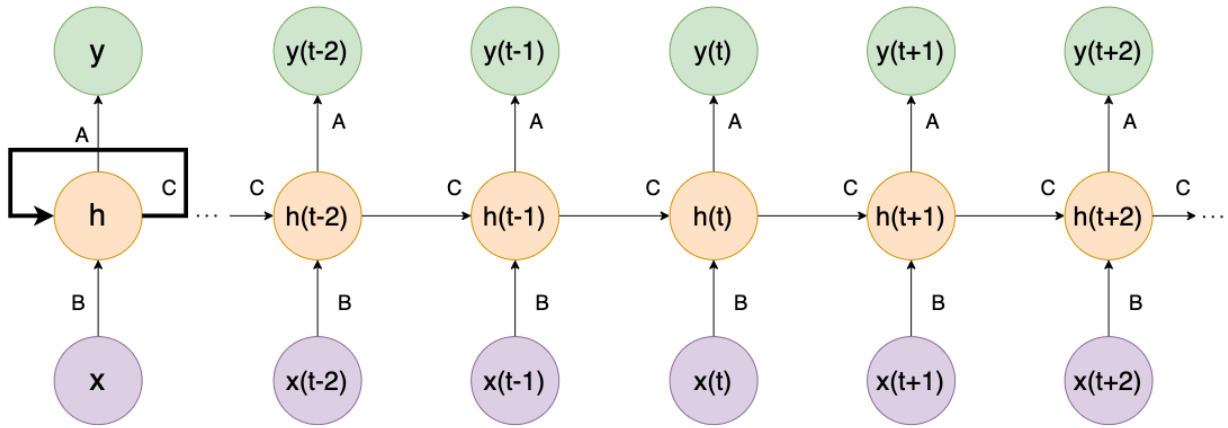 y y(t-2) y(t-1) y(t) y(t+1) y(t+2)
A A A A A A
C C C C C C C
h ... h(t-2) h(t-1) h(t) h(t+1) h(t+2) ...
B B B B B B
x x(t-2) x(t-1) x(t) x(t+1) x(t+2)